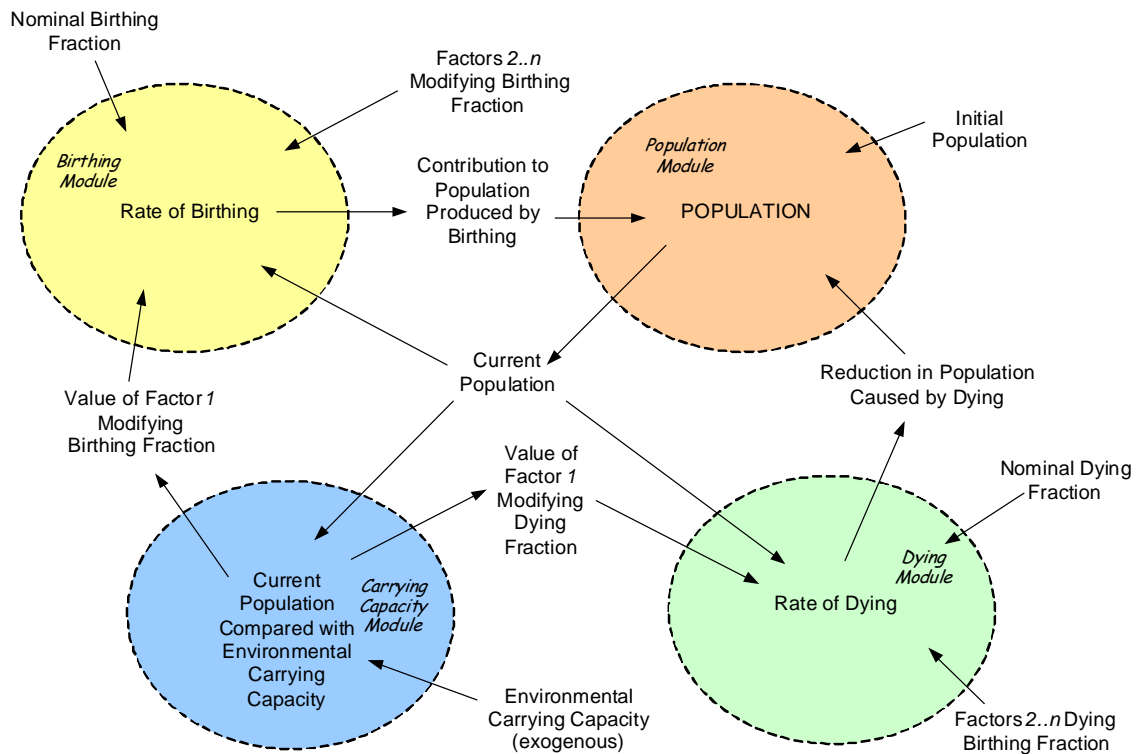 Nominal Birthing
Fraction
Factors 2..n
Modifying Birthing
Fraction
Initial
Population
Birthing
Module
Rate of Birthing
Contribution to
Population
Produced by
Birthing
Population
Module
POPULATION
Current
Population
Value of Factor 1
Modifying
Birthing Fraction
Reduction in Population
Caused by Dying
Value of
Factor 1
Modifying
Dying
Fraction
Nominal Dying
Fraction
Current
Population
Compared with
Environmental
Carrying
Capacity
Carrying
Capacity
Module
Dying
Module
Rate of Dying
Environmental
Carrying Capacity
(exogenous)
Factors 2..n Dying
Birthing Fraction